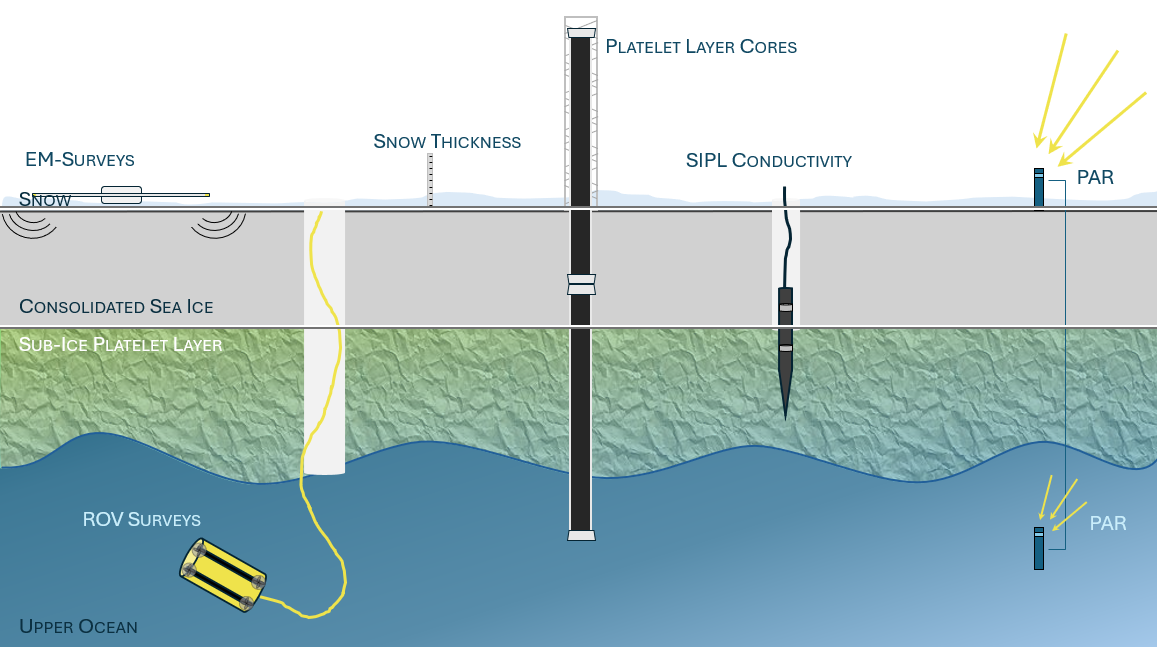 Platelet Layer Cores
Snow Thickness
EM-Surveys
SIPL Conductivity
PAR
Snow
Consolidated Sea Ice
Sub-Ice Platelet Layer
ROV Surveys
PAR
Upper Ocean